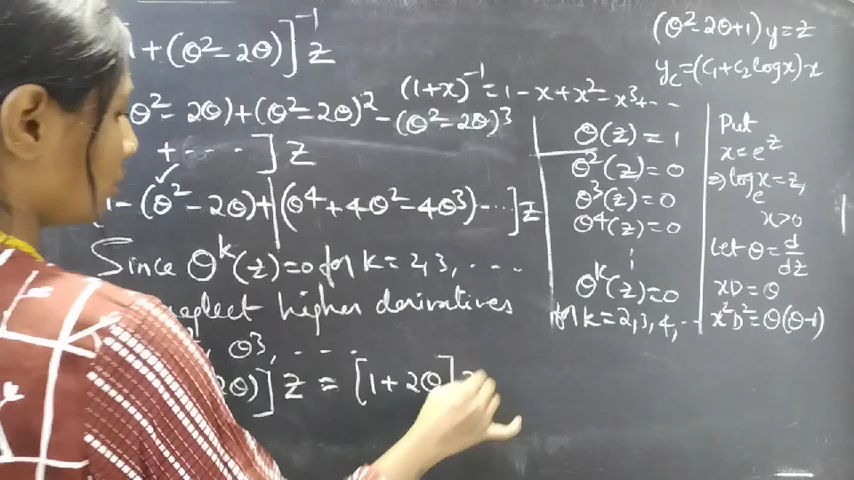 1 + (θ² - 2θ)]⁻¹ z
(1+x)⁻¹ = 1 - x + x² - x³ + ...
θ² - 2θ) + (θ² - 2θ)² - (θ² - 2θ)³
+ ....] z
1 - (θ² - 2θ) + (θ⁴ + 4θ² - 4θ³) - ...] z
Since θᵏ(z) = 0 for k = 2, 3, ....
neglect higher derivatives
, θ³, ....
2θ)] z = [1 + 2θ]
θ(z) = 1
θ²(z) = 0
θ³(z) = 0
θ⁴(z) = 0
⋮
θᵏ(z) = 0
for k = 2, 3, 4, ...
(θ² - 2θ + 1) y = z
y_c = (c₁ + c₂ log x) · x
Put
x = e^z
⇒ log_e x = z,
x > 0
let θ = d/dz
xD = θ
x²D² = θ(θ-1)